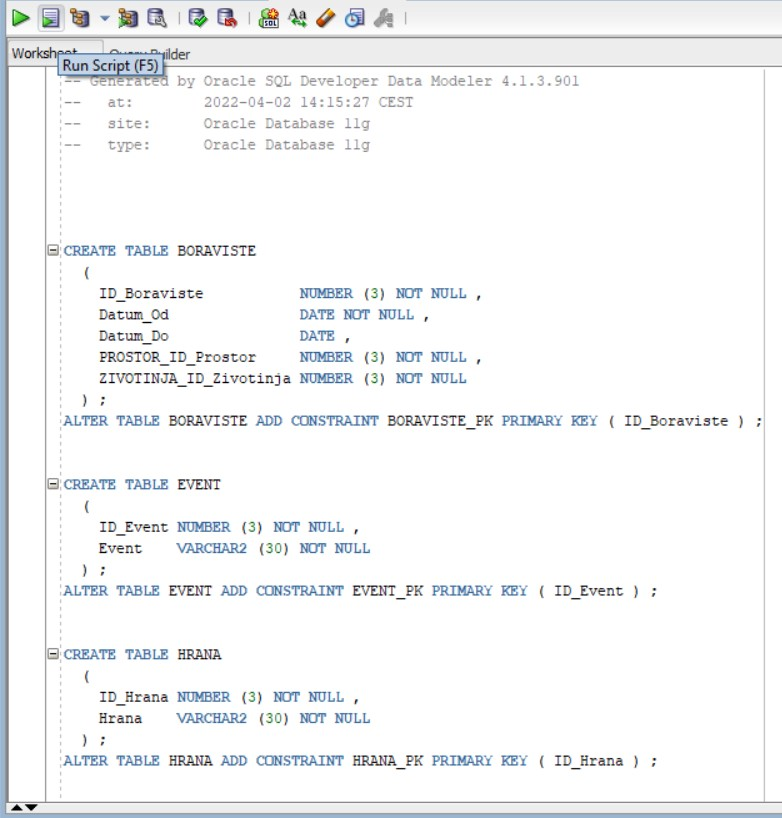 SQL
Aa
Worksheet Query Builder
Run Script (F5)
-- Generated by Oracle SQL Developer Data Modeler 4.1.3.901
--   at:        2022-04-02 14:15:27 CEST
--   site:      Oracle Database 11g
--   type:      Oracle Database 11g
CREATE TABLE BORAVISTE
  (
    ID_Boraviste           NUMBER (3) NOT NULL ,
    Datum_Od               DATE NOT NULL ,
    Datum_Do               DATE ,
    PROSTOR_ID_Prostor     NUMBER (3) NOT NULL ,
    ZIVOTINJA_ID_Zivotinja NUMBER (3) NOT NULL
  ) ;
ALTER TABLE BORAVISTE ADD CONSTRAINT BORAVISTE_PK PRIMARY KEY ( ID_Boraviste ) ;
CREATE TABLE EVENT
  (
    ID_Event NUMBER (3) NOT NULL ,
    Event    VARCHAR2 (30) NOT NULL
  ) ;
ALTER TABLE EVENT ADD CONSTRAINT EVENT_PK PRIMARY KEY ( ID_Event ) ;
CREATE TABLE HRANA
  (
    ID_Hrana NUMBER (3) NOT NULL ,
    Hrana    VARCHAR2 (30) NOT NULL
  ) ;
ALTER TABLE HRANA ADD CONSTRAINT HRANA_PK PRIMARY KEY ( ID_Hrana ) ;